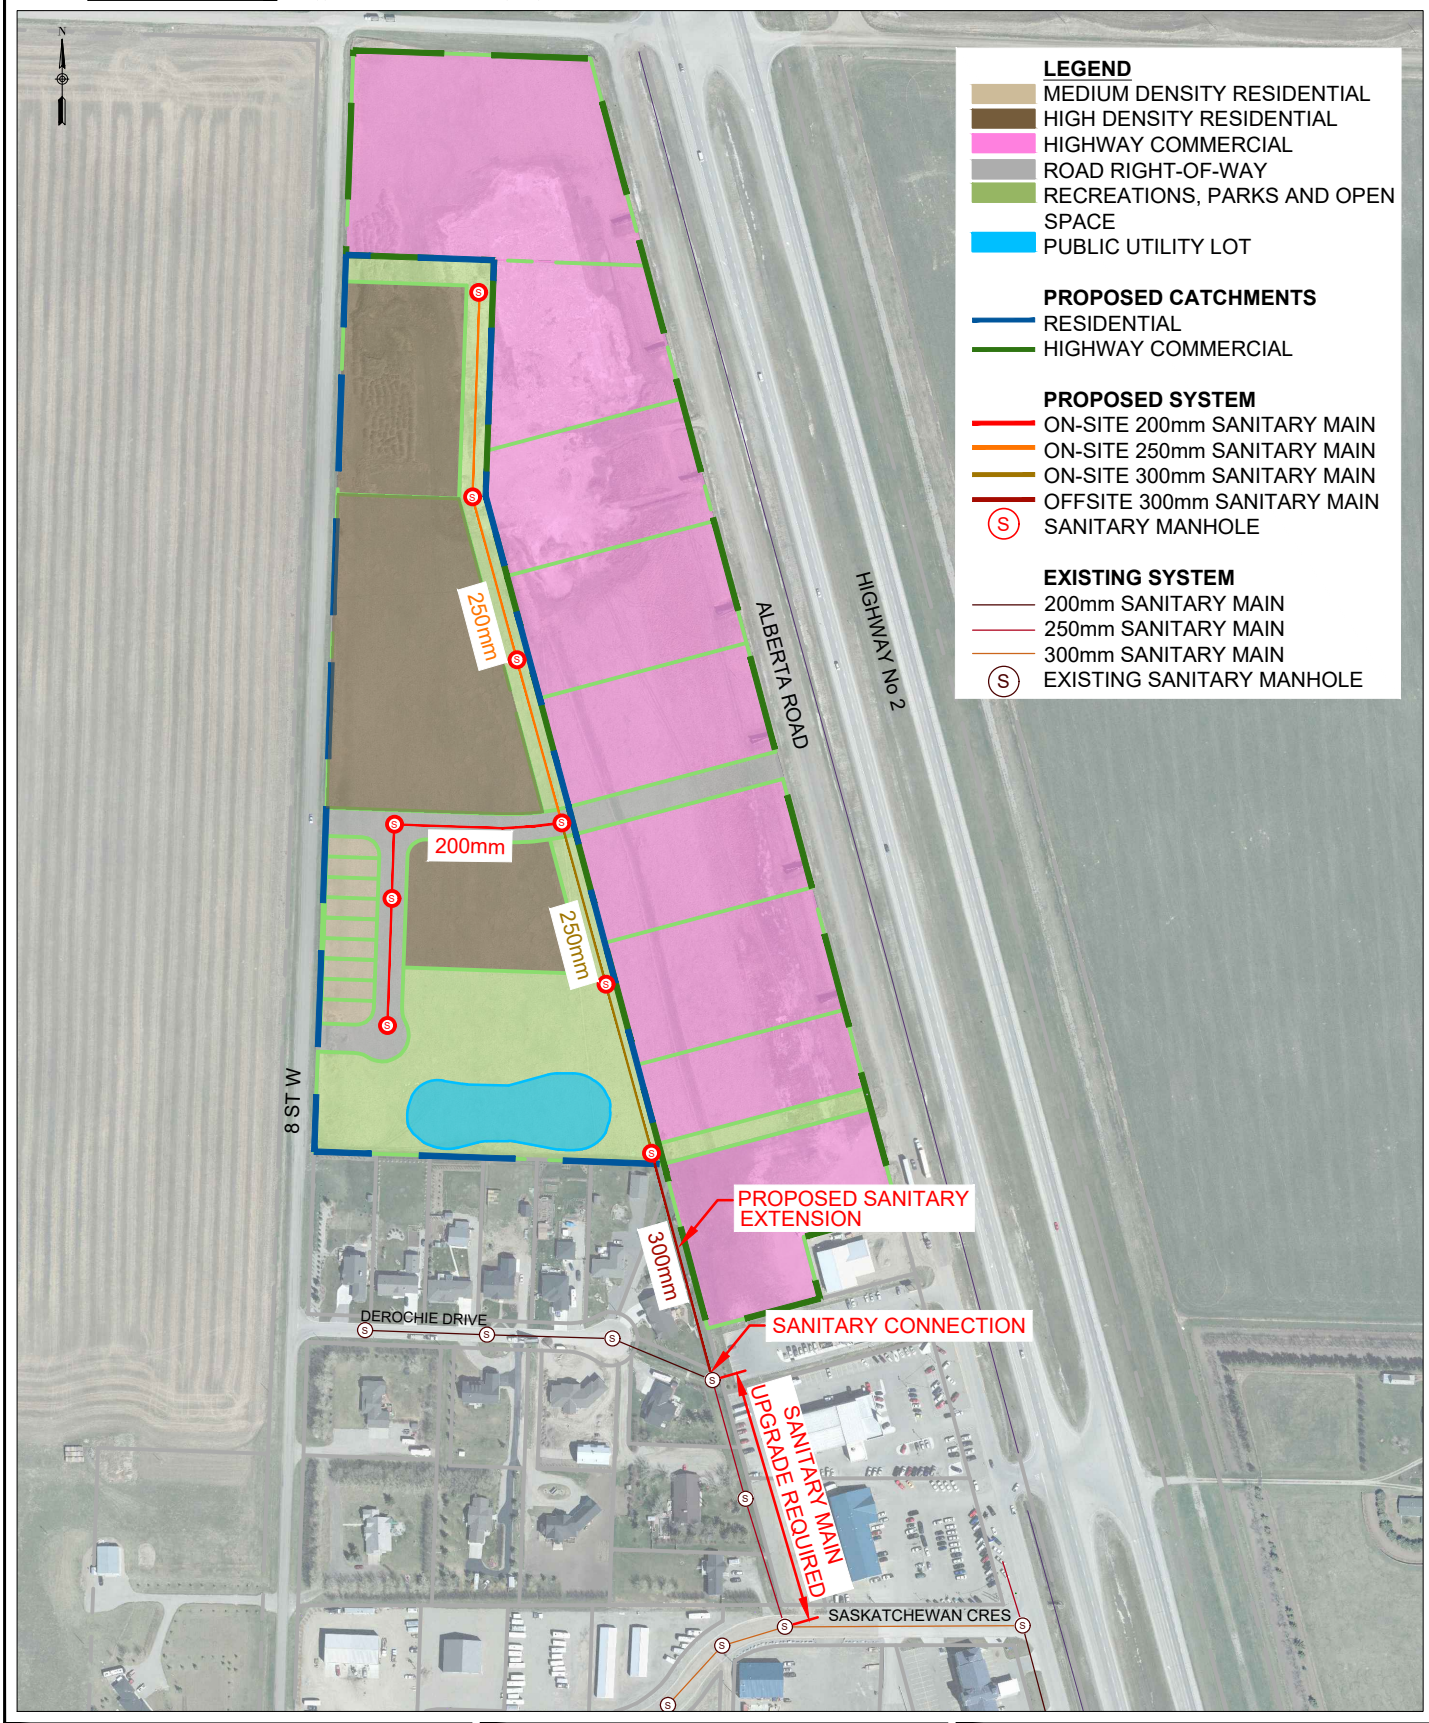 N
LEGEND
MEDIUM DENSITY RESIDENTIAL
HIGH DENSITY RESIDENTIAL
HIGHWAY COMMERCIAL
ROAD RIGHT-OF-WAY
RECREATIONS, PARKS AND OPEN
SPACE
PUBLIC UTILITY LOT
PROPOSED CATCHMENTS
RESIDENTIAL
HIGHWAY COMMERCIAL
PROPOSED SYSTEM
ON-SITE 200mm SANITARY MAIN
ON-SITE 250mm SANITARY MAIN
ON-SITE 300mm SANITARY MAIN
OFFSITE 300mm SANITARY MAIN
S SANITARY MANHOLE
EXISTING SYSTEM
200mm SANITARY MAIN
250mm SANITARY MAIN
300mm SANITARY MAIN
S EXISTING SANITARY MANHOLE
S
S
250mm
S
HIGHWAY No 2
ALBERTA ROAD
S
S
200mm
S
250mm
S
S
8 ST W
S
PROPOSED SANITARY
EXTENSION
300mm
DEROCHIE DRIVE
S
S
S
SANITARY CONNECTION
S
SANITARY MAIN
UPGRADE REQUIRED
S
SASKATCHEWAN CRES
S
S
S
S